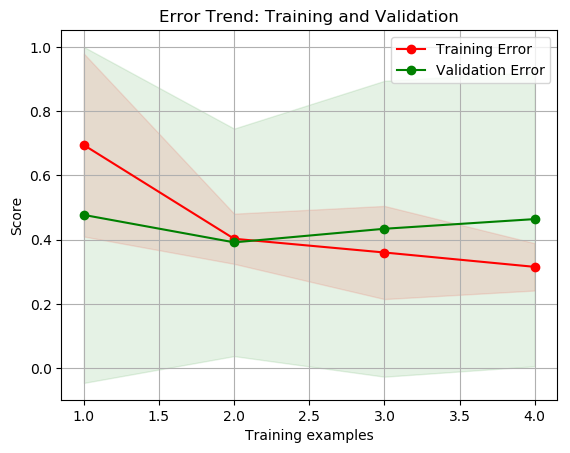 Error Trend: Training and Validation
Training Error
Validation Error
Score
1.0
0.8
0.6
0.4
0.2
0.0
1.0 1.5 2.0 2.5 3.0 3.5 4.0
Training examples